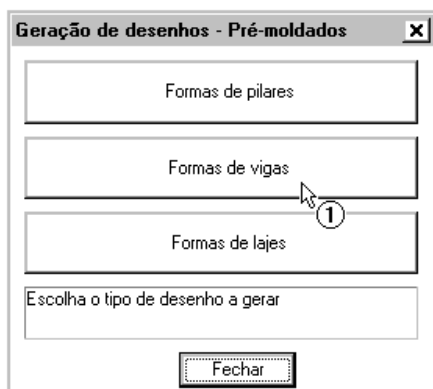 Geração de desenhos - Pré-moldados
Formas de pilares
Formas de vigas
1
Formas de lajes
Escolha o tipo de desenho a gerar
Fechar